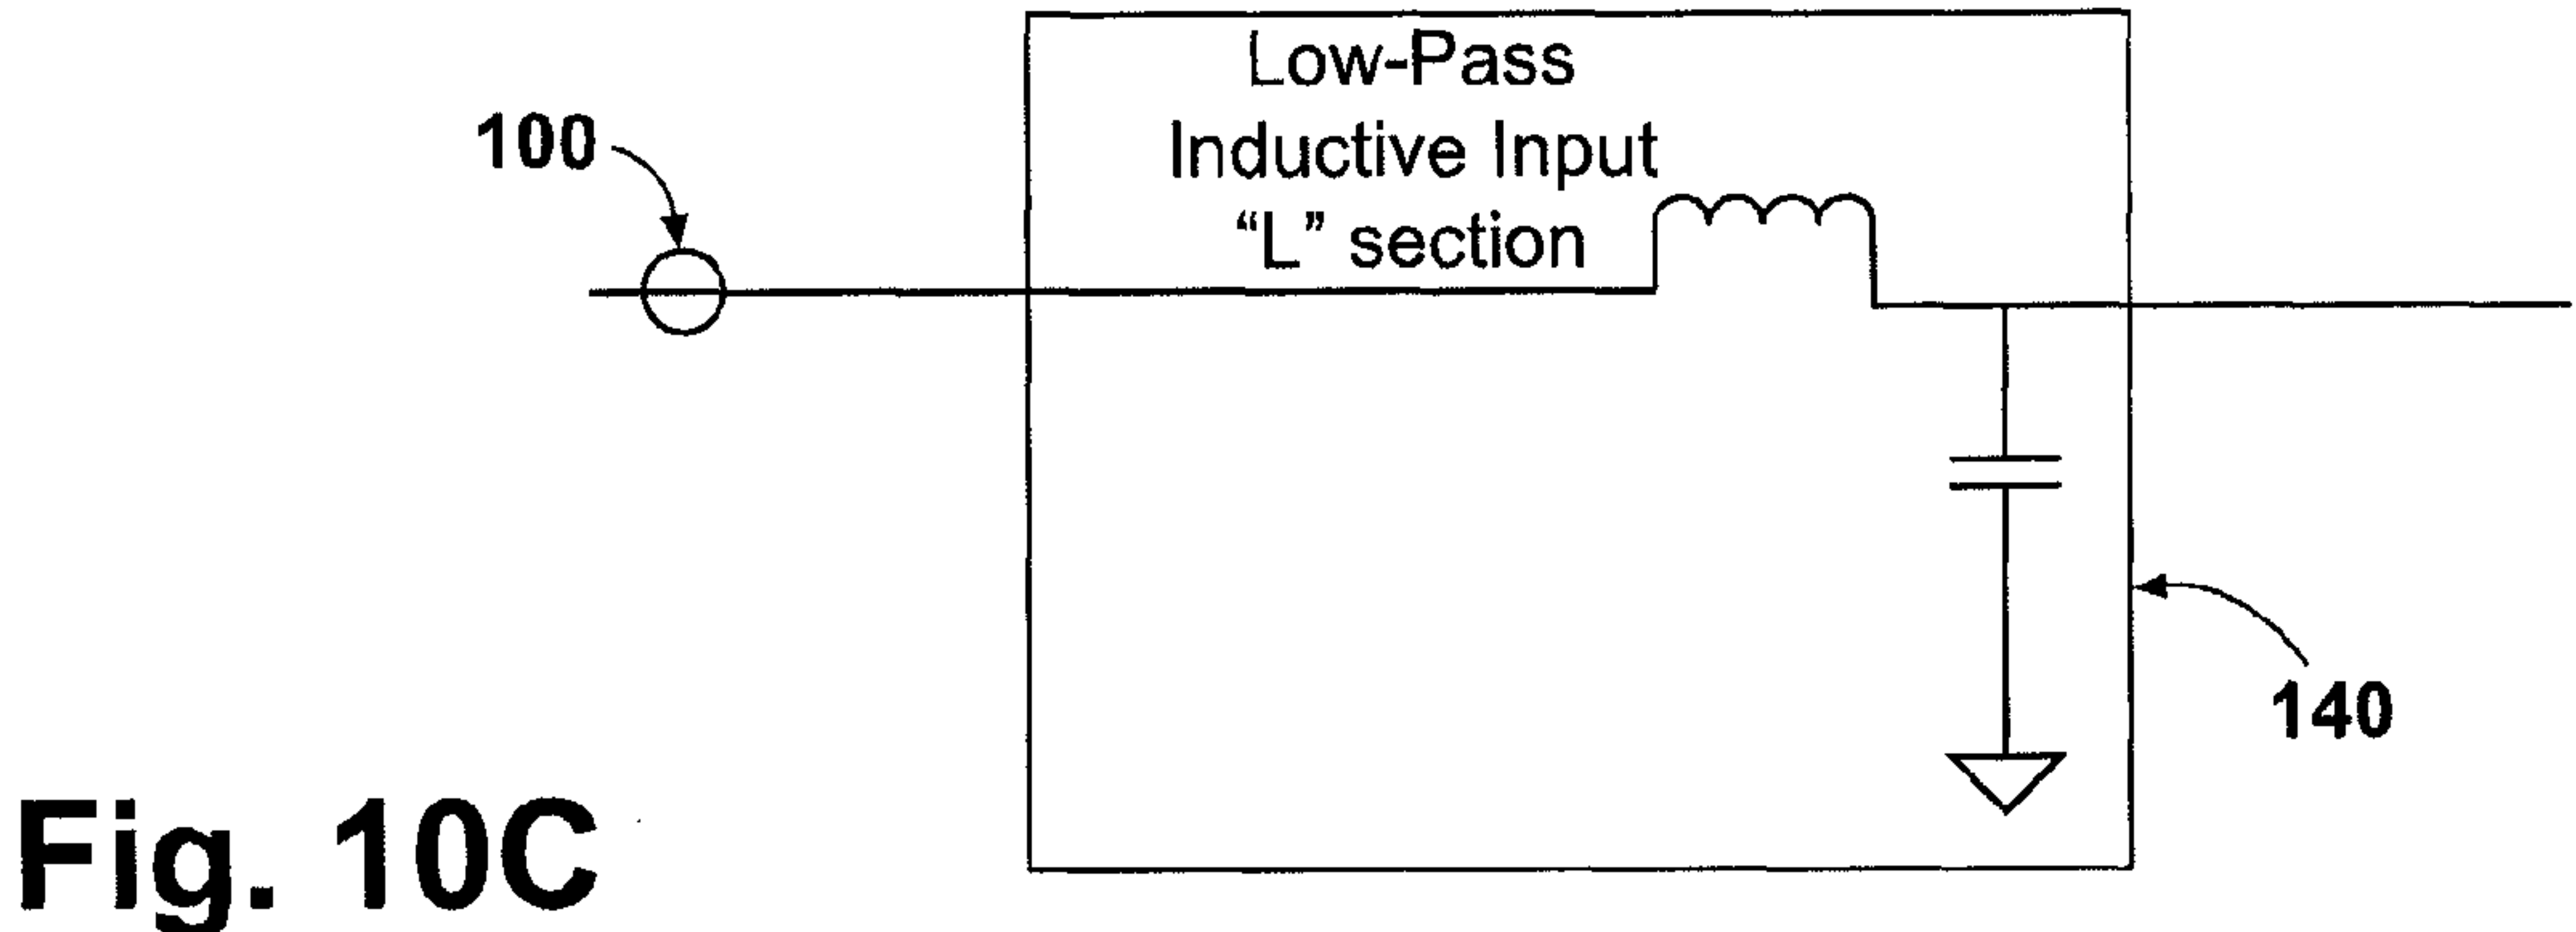 Low-Pass
Inductive Input
“L” section
100
140
Fig. 10C